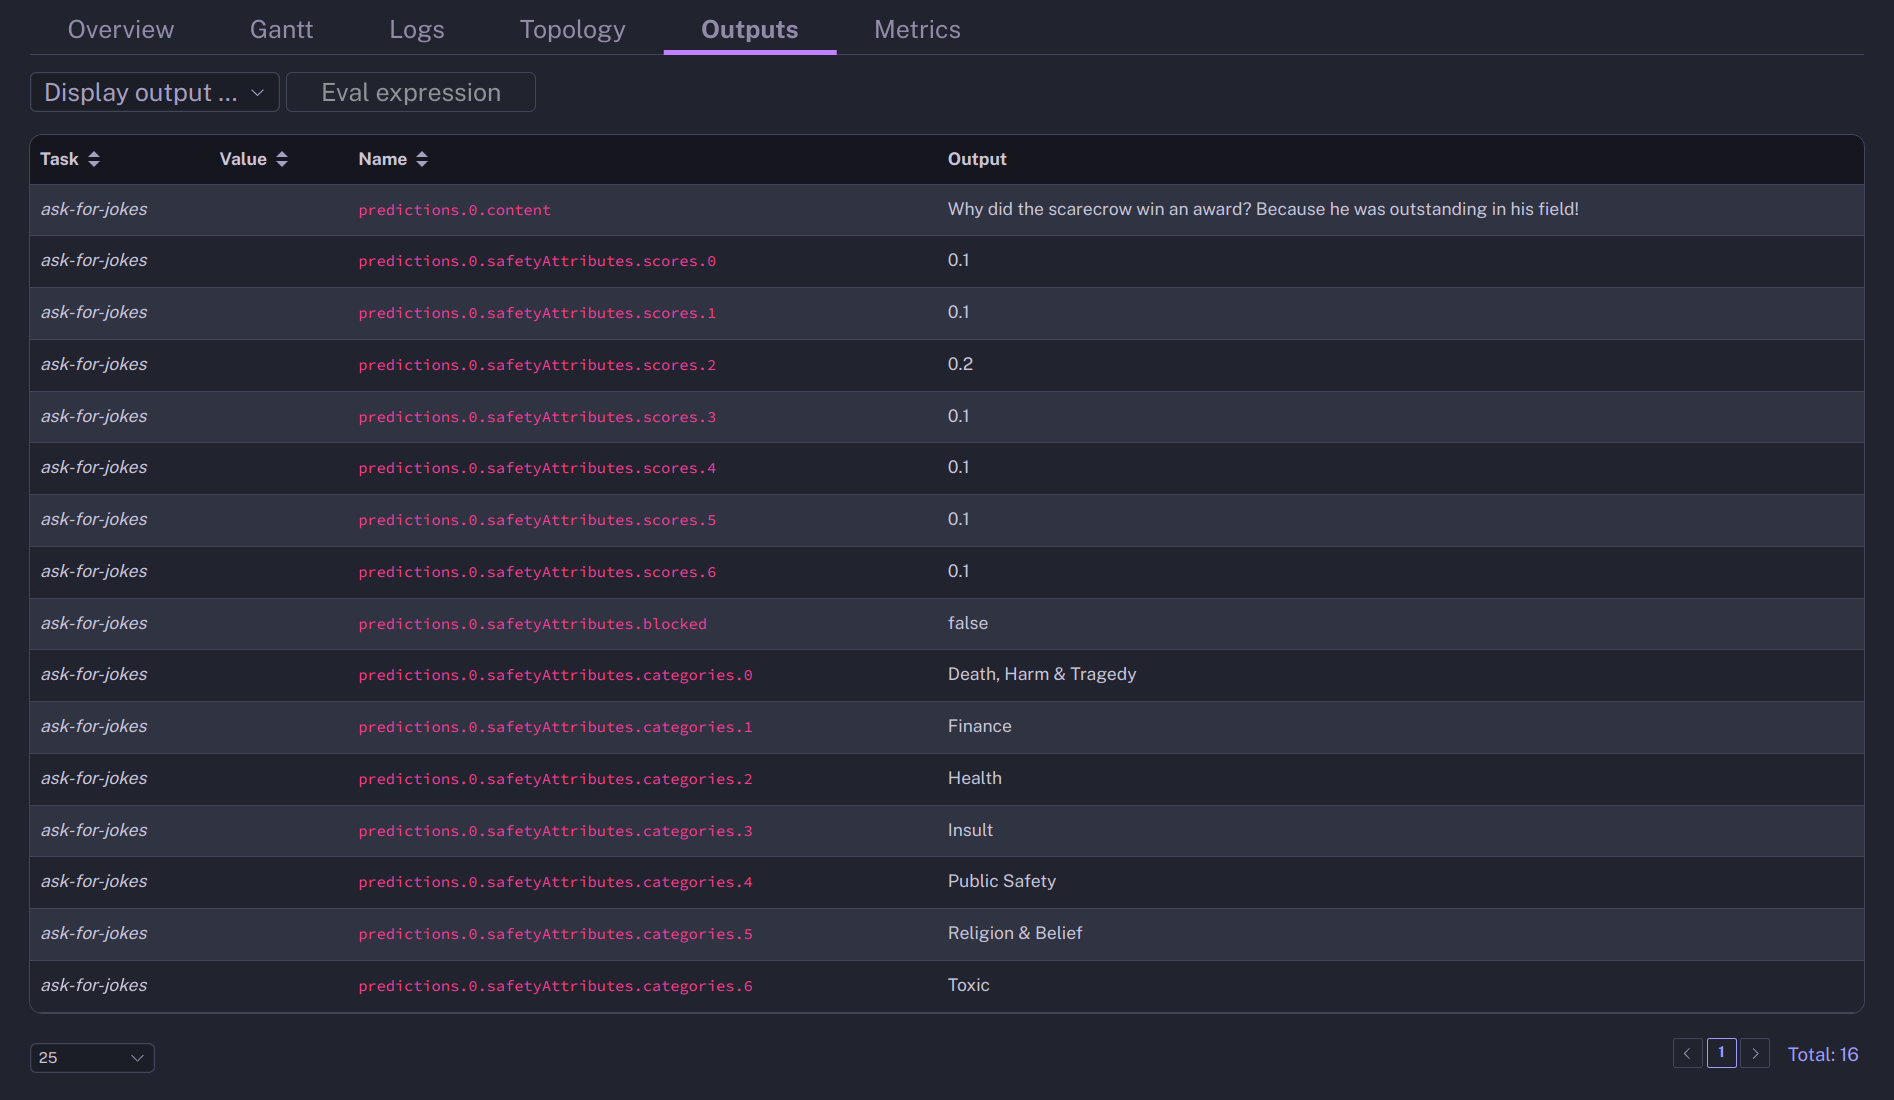 Overview Gantt Logs Topology Outputs Metrics
Display output ... Eval expression
Task Value Name Output
ask-for-jokes predictions.0.content Why did the scarecrow win an award? Because he was outstanding in his field!
ask-for-jokes predictions.0.safetyAttributes.scores.0 0.1
ask-for-jokes predictions.0.safetyAttributes.scores.1 0.1
ask-for-jokes predictions.0.safetyAttributes.scores.2 0.2
ask-for-jokes predictions.0.safetyAttributes.scores.3 0.1
ask-for-jokes predictions.0.safetyAttributes.scores.4 0.1
ask-for-jokes predictions.0.safetyAttributes.scores.5 0.1
ask-for-jokes predictions.0.safetyAttributes.scores.6 0.1
ask-for-jokes predictions.0.safetyAttributes.blocked false
ask-for-jokes predictions.0.safetyAttributes.categories.0 Death, Harm & Tragedy
ask-for-jokes predictions.0.safetyAttributes.categories.1 Finance
ask-for-jokes predictions.0.safetyAttributes.categories.2 Health
ask-for-jokes predictions.0.safetyAttributes.categories.3 Insult
ask-for-jokes predictions.0.safetyAttributes.categories.4 Public Safety
ask-for-jokes predictions.0.safetyAttributes.categories.5 Religion & Belief
ask-for-jokes predictions.0.safetyAttributes.categories.6 Toxic
25 1 Total: 16